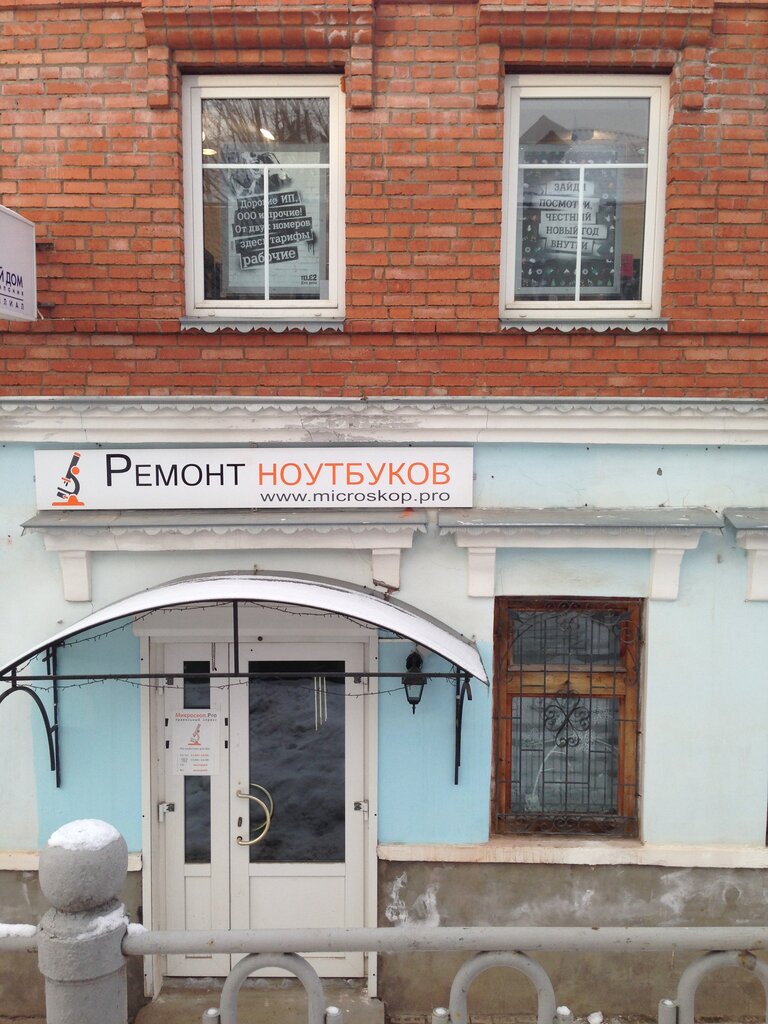 Дорогие ИП,
ООО и прочие!
От двух номеров
здесь тарифы
рабочие
TELE2
ЗАЙДИ
ПОСМОТРИ,
ЧЕСТНЫЙ
НОВЫЙ ГОД
ВНУТРИ
Й ДОМ
РЕМОНТ НОУТБУКОВ
www.microskop.pro
Микроскоп.Pro